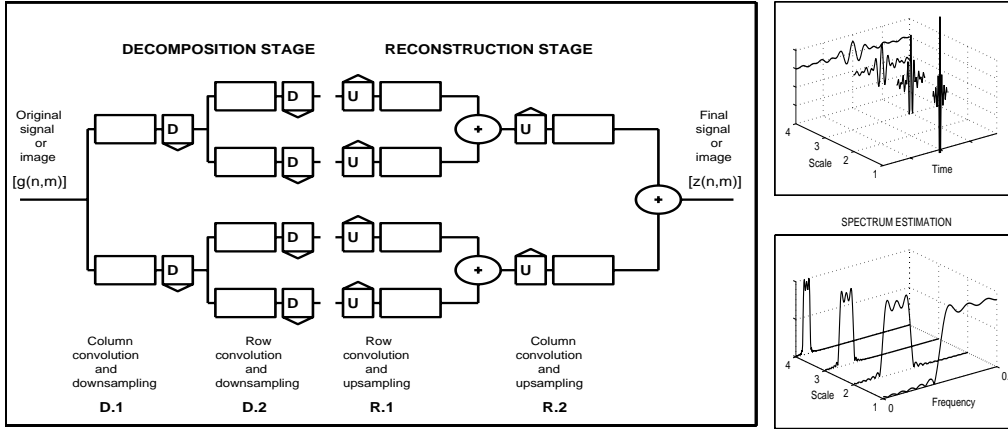 DECOMPOSITION STAGE
RECONSTRUCTION STAGE
Original
signal
or
image
[g(n,m)]
D
D
U
D
U
+
U
D
D
U
D
U
+
U
+
Final
signal
or image
[z(n,m)]
Column
convolution
and
downsampling
D.1
Row
convolution
and
downsampling
D.2
Row
convolution
and
upsampling
R.1
Column
convolution
and
upsampling
R.2
4
3
2
1
Scale
Time
SPECTRUM ESTIMATION
4
3
2
1
Scale
0
Frequency